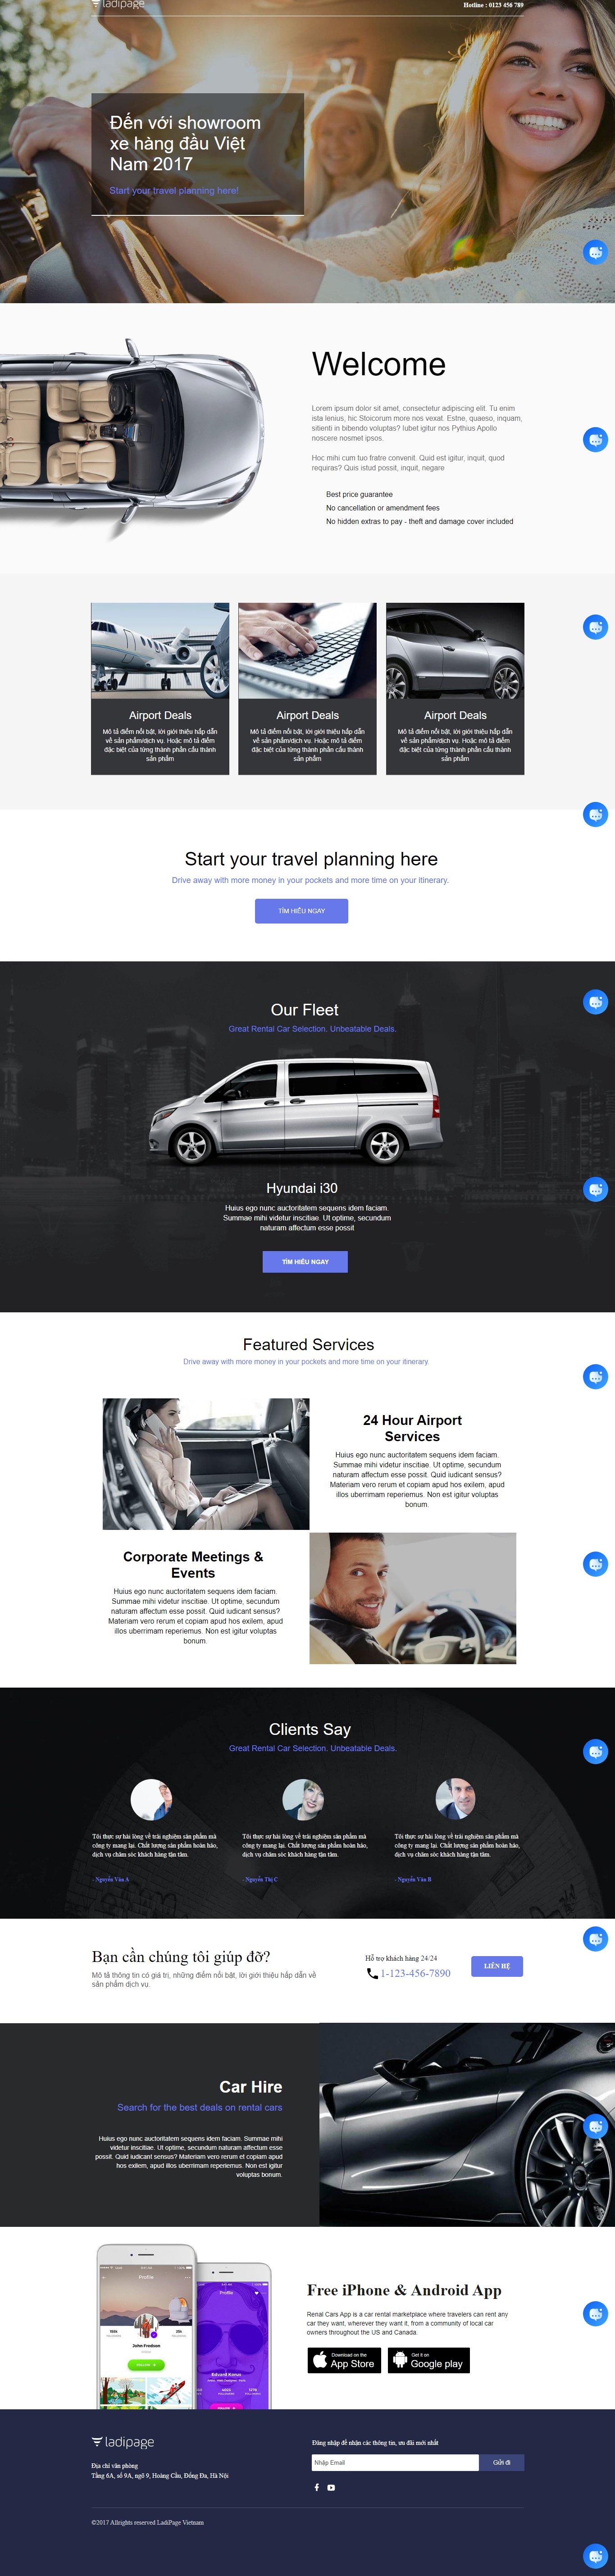 ladipage
Hotline : 0123 456 789
Đến với showroom
xe hàng đầu Việt
Nam 2017
Start your travel planning here!
Welcome
Lorem ipsum dolor sit amet, consectetur adipiscing elit. Tu enim
ista lenius, hic Stoicorum more nos vexat. Estne, quaeso, inquam,
sitienti in bibendo voluptas? Iubet igitur nos Pythius Apollo
noscere nosmet ipsos.
Hoc mihi cum tuo fratre convenit. Quid est igitur, inquit, quod
requiras? Quis istud possit, inquit, negare
Best price guarantee
No cancellation or amendment fees
No hidden extras to pay - theft and damage cover included
Airport Deals
Mô tả điểm nổi bật, lời giới thiệu hấp dẫn
về sản phẩm/dịch vụ. Hoặc mô tả điểm
đặc biệt của từng thành phần cấu thành
sản phẩm
Airport Deals
Mô tả điểm nổi bật, lời giới thiệu hấp dẫn
về sản phẩm/dịch vụ. Hoặc mô tả điểm
đặc biệt của từng thành phần cấu thành
sản phẩm
Airport Deals
Mô tả điểm nổi bật, lời giới thiệu hấp dẫn
về sản phẩm/dịch vụ. Hoặc mô tả điểm
đặc biệt của từng thành phần cấu thành
sản phẩm
Start your travel planning here
Drive away with more money in your pockets and more time on your itinerary.
TÌM HIỂU NGAY
Our Fleet
Great Rental Car Selection. Unbeatable Deals.
Hyundai i30
Huius ego nunc auctoritatem sequens idem faciam.
Summae mihi videtur inscitiae. Ut optime, secundum
naturam affectum esse possit
TÌM HIỂU NGAY
Featured Services
Drive away with more money in your pockets and more time on your itinerary.
24 Hour Airport
Services
Huius ego nunc auctoritatem sequens idem faciam.
Summae mihi videtur inscitiae. Ut optime, secundum
naturam affectum esse possit. Quid iudicant sensus?
Materiam vero rerum et copiam apud hos exilem, apud
illos uberrimam reperiemus. Non est igitur voluptas
bonum.
Corporate Meetings &
Events
Huius ego nunc auctoritatem sequens idem faciam.
Summae mihi videtur inscitiae. Ut optime, secundum
naturam affectum esse possit. Quid iudicant sensus?
Materiam vero rerum et copiam apud hos exilem, apud
illos uberrimam reperiemus. Non est igitur voluptas
bonum.
Clients Say
Great Rental Car Selection. Unbeatable Deals.
Tôi thực sự hài lòng về trải nghiệm sản phẩm mà
công ty mang lại. Chất lượng sản phẩm hoàn hảo,
dịch vụ chăm sóc khách hàng tận tâm.
- Nguyễn Văn A
Tôi thực sự hài lòng về trải nghiệm sản phẩm mà
công ty mang lại. Chất lượng sản phẩm hoàn hảo,
dịch vụ chăm sóc khách hàng tận tâm.
- Nguyễn Thị C
Tôi thực sự hài lòng về trải nghiệm sản phẩm mà
công ty mang lại. Chất lượng sản phẩm hoàn hảo,
dịch vụ chăm sóc khách hàng tận tâm.
- Nguyễn Văn B
Bạn cần chúng tôi giúp đỡ?
Mô tả thông tin có giá trị, những điểm nổi bật, lời giới thiệu hấp dẫn về
sản phẩm dịch vụ.
Hỗ trợ khách hàng 24/24
1-123-456-7890
LIÊN HỆ
Car Hire
Search for the best deals on rental cars
Huius ego nunc auctoritatem sequens idem faciam. Summae mihi
videtur inscitiae. Ut optime, secundum naturam affectum esse
possit. Quid iudicant sensus? Materiam vero rerum et copiam apud
hos exilem, apud illos uberrimam reperiemus. Non est igitur
voluptas bonum.
Profile
John Fredson
FOLLOW
Profile
Edvard Kanus
Free iPhone & Android App
Renal Cars App is a car rental marketplace where travelers can rent any
car they want, wherever they want it, from a community of local car
owners throughout the US and Canada.
Download on the
App Store
Get it on
Google play
ladipage
Địa chỉ văn phòng
Tầng 6A, số 9A, ngõ 9, Hoàng Cầu, Đống Đa, Hà Nội
Đăng nhập để nhận các thông tin, ưu đãi mới nhất
Nhập Email
Gửi đi
©2017 Allrights reserved LadiPage Vietnam